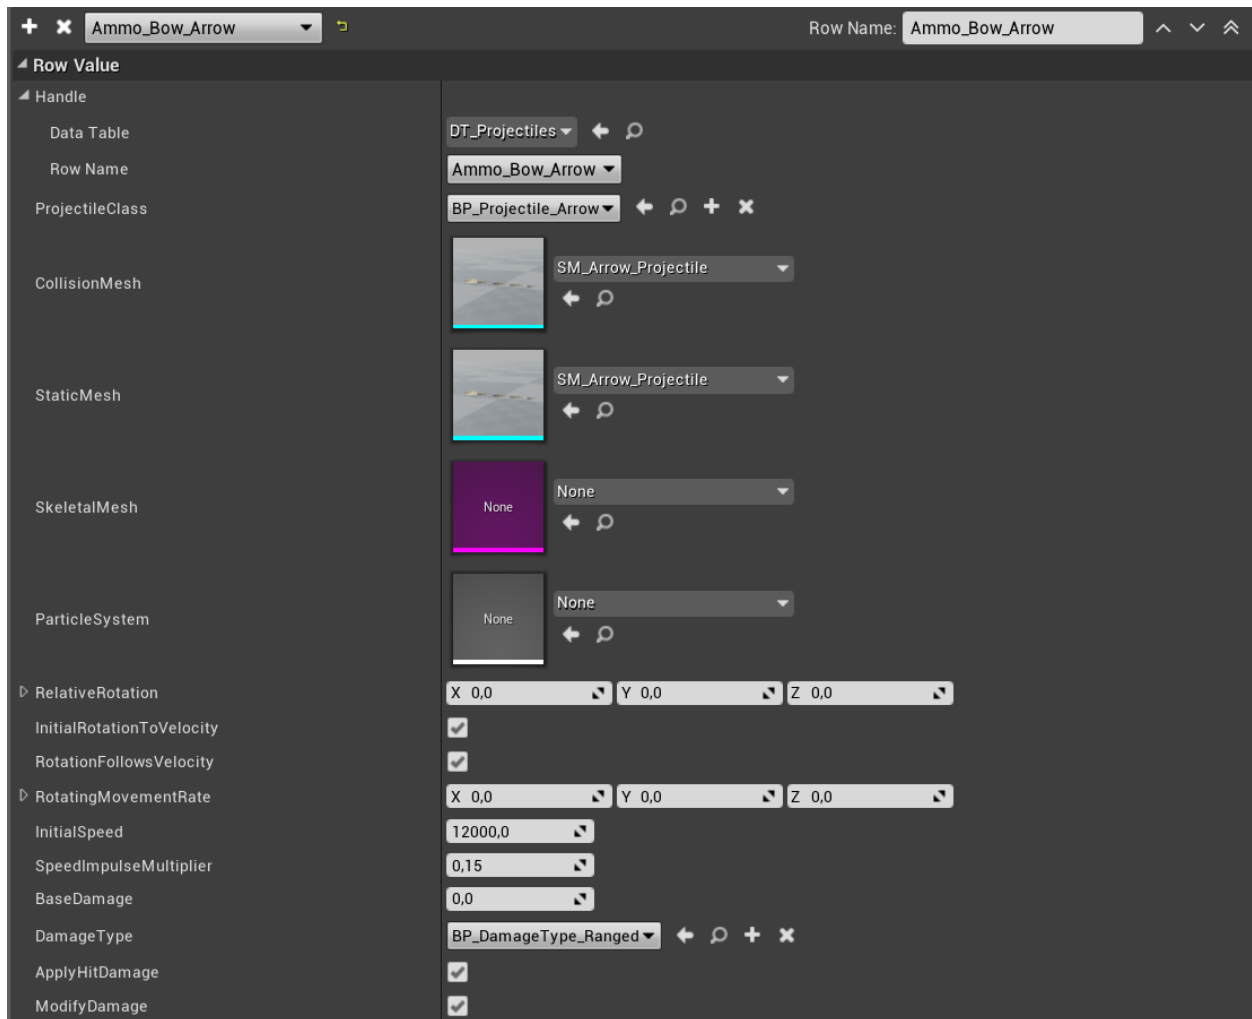 Ammo_Bow_Arrow Row Name: Ammo_Bow_Arrow
Row Value
Handle
Data Table DT_Projectiles
Row Name Ammo_Bow_Arrow
ProjectileClass BP_Projectile_Arrow
CollisionMesh SM_Arrow_Projectile
StaticMesh SM_Arrow_Projectile
SkeletalMesh None None
ParticleSystem None None
RelativeRotation X 0,0 Y 0,0 Z 0,0
InitialRotationToVelocity
RotationFollowsVelocity
RotatingMovementRate X 0,0 Y 0,0 Z 0,0
InitialSpeed 12000,0
SpeedImpulseMultiplier 0,15
BaseDamage 0,0
DamageType BP_DamageType_Ranged
ApplyHitDamage
ModifyDamage